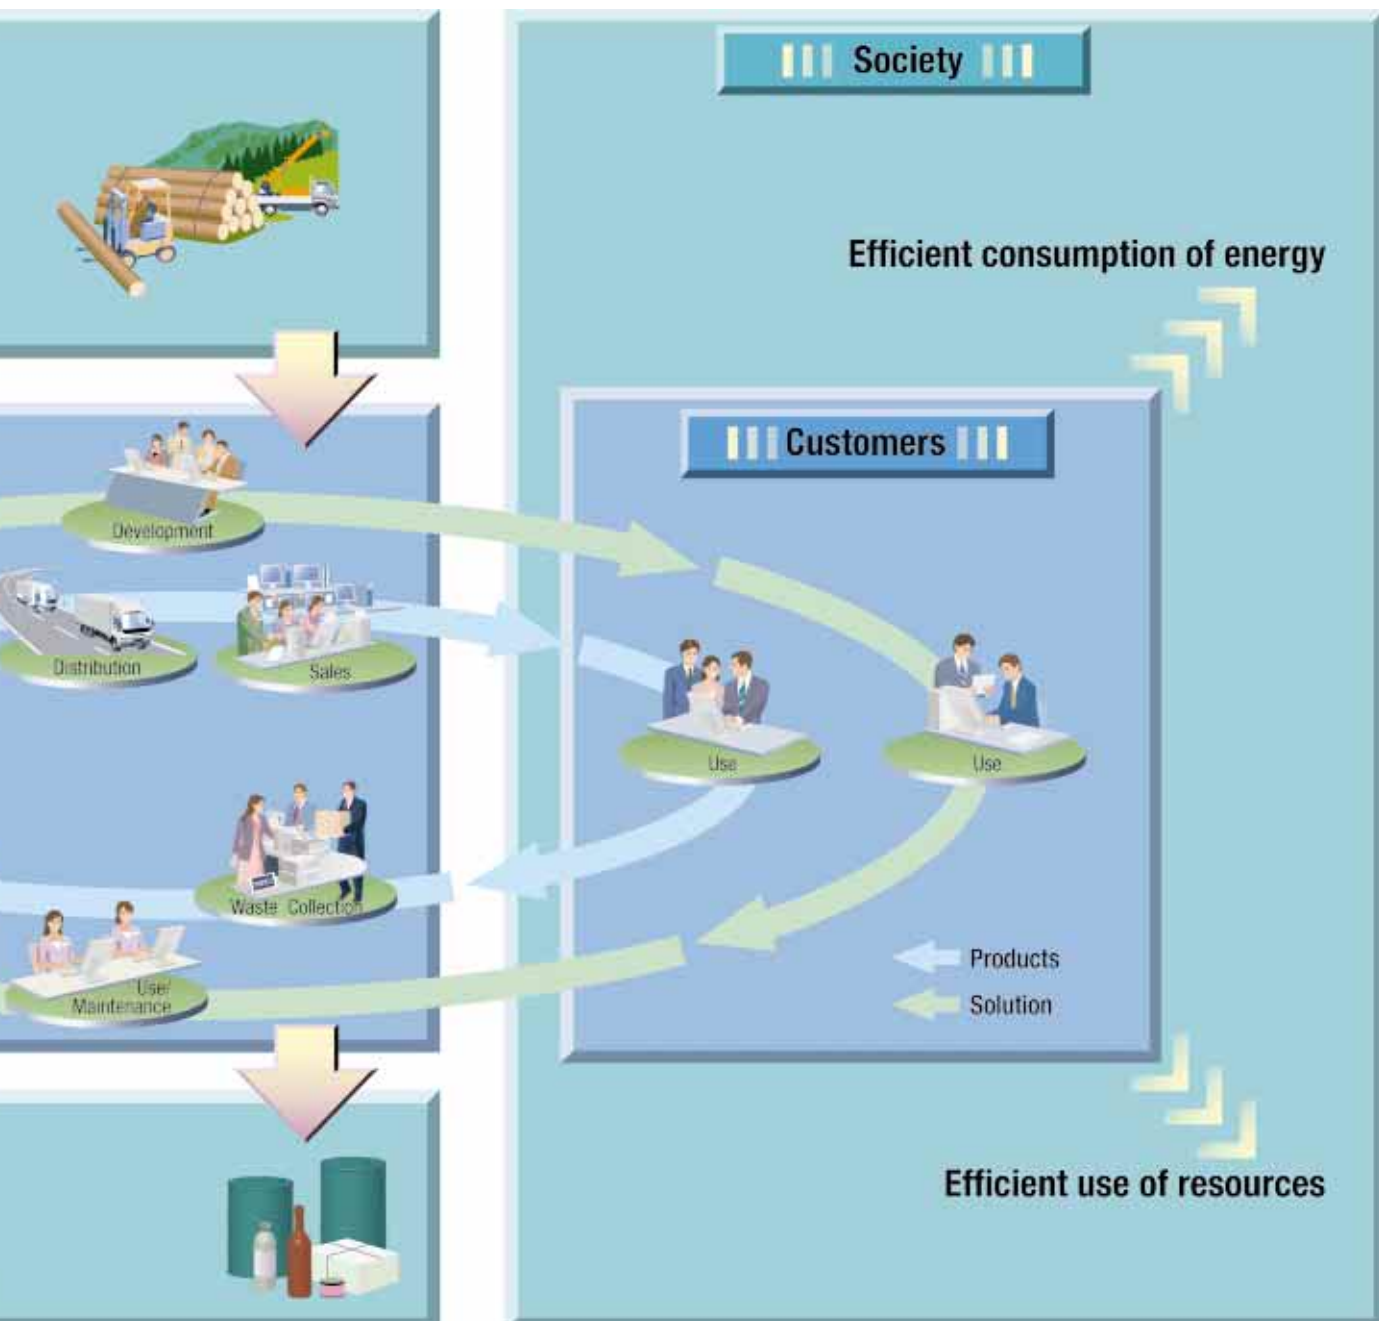 Society
Efficient consumption of energy
Customers
Development
Distribution
Sales
Use
Use
Waste Collection
Use/
Maintenance
Products
Solution
Efficient use of resources